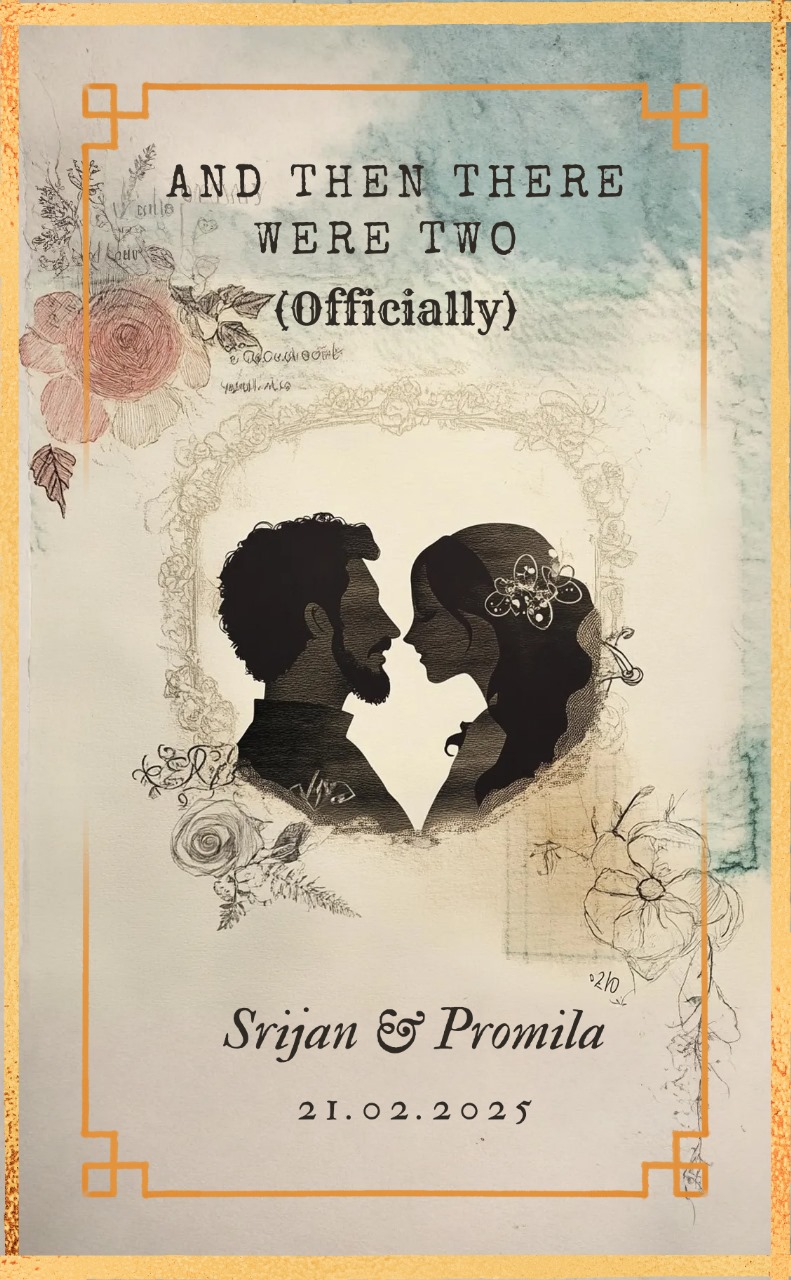 AND THEN THERE
WERE TWO
(Officially)
Srijan & Promila
21.02.2025